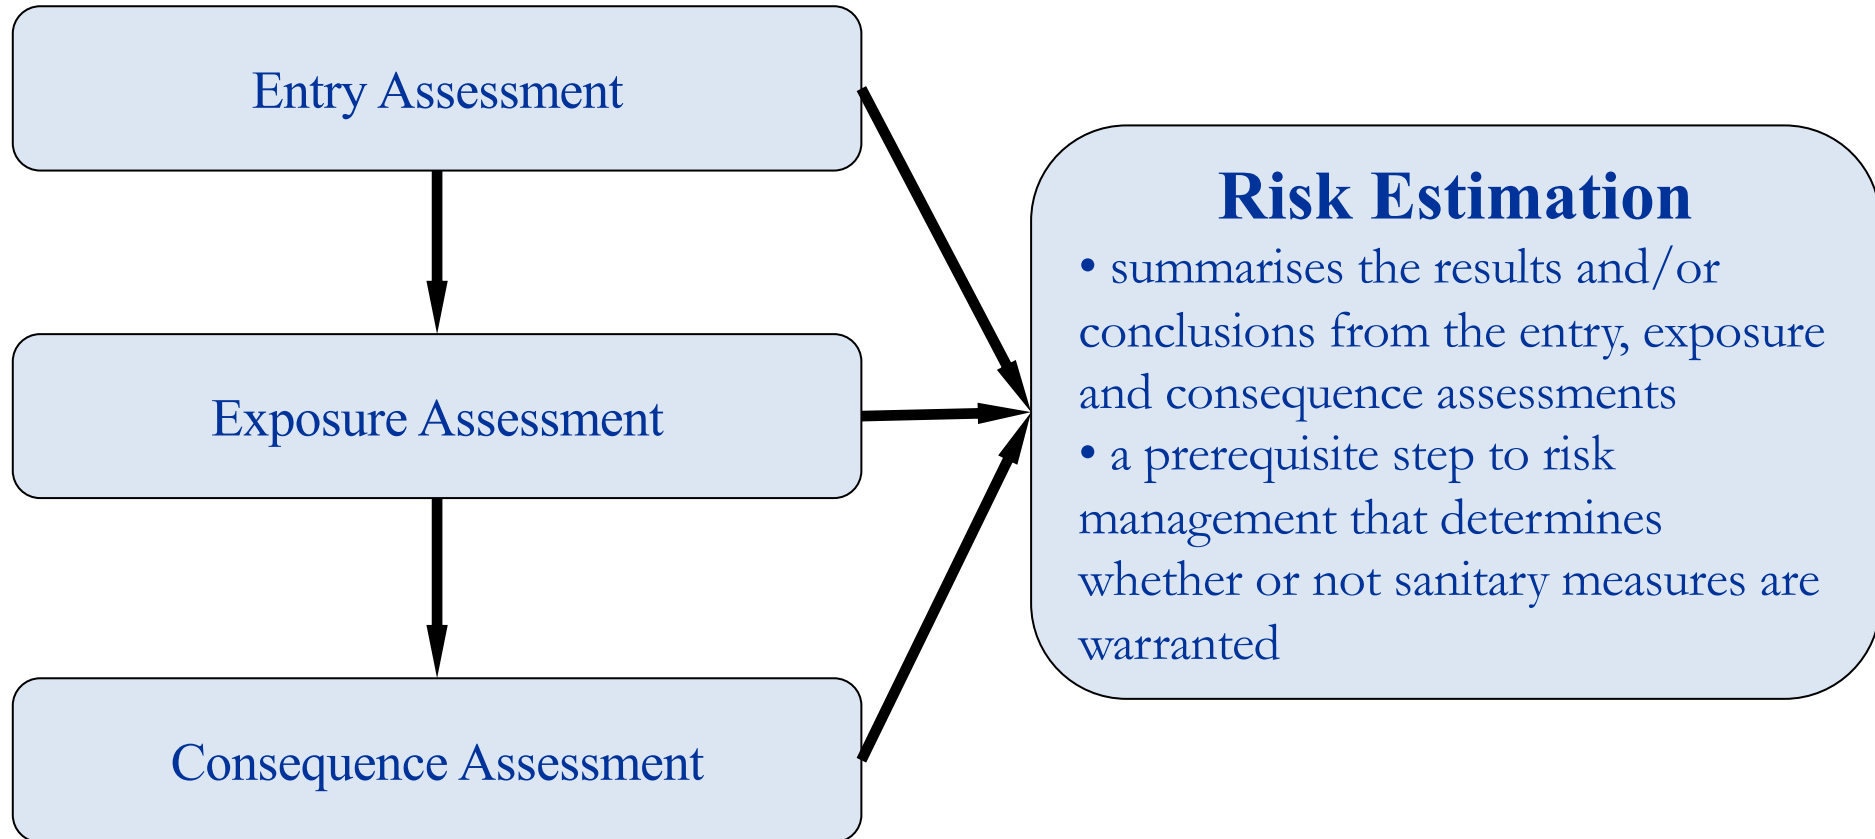 Entry Assessment
Exposure Assessment
Consequence Assessment
Risk Estimation
• summarises the results and/or
conclusions from the entry, exposure
and consequence assessments
• a prerequisite step to risk
management that determines
whether or not sanitary measures are
warranted